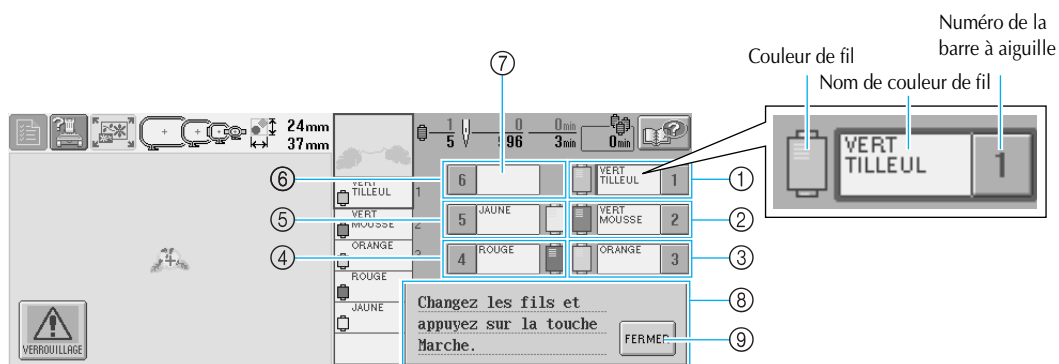 Numéro de la
barre à aiguille
Couleur de fil
Nom de couleur de fil
⑦
24mm
37mm
1
5
0
996
0min
3min
0min
VERT
TILLEUL
1
⑥
6
VERT
TILLEUL
1
①
VERT
TILLEUL
1
⑤
5
JAUNE
VERT
MOUSSE
2
②
VERT
MOUSSE
2
④
4
ROUGE
ORANGE
3
③
ORANGE
ROUGE
JAUNE
Changez les fils et
appuyez sur la touche
Marche.
FERMER
⑧
⑨
VERROUILLAGE